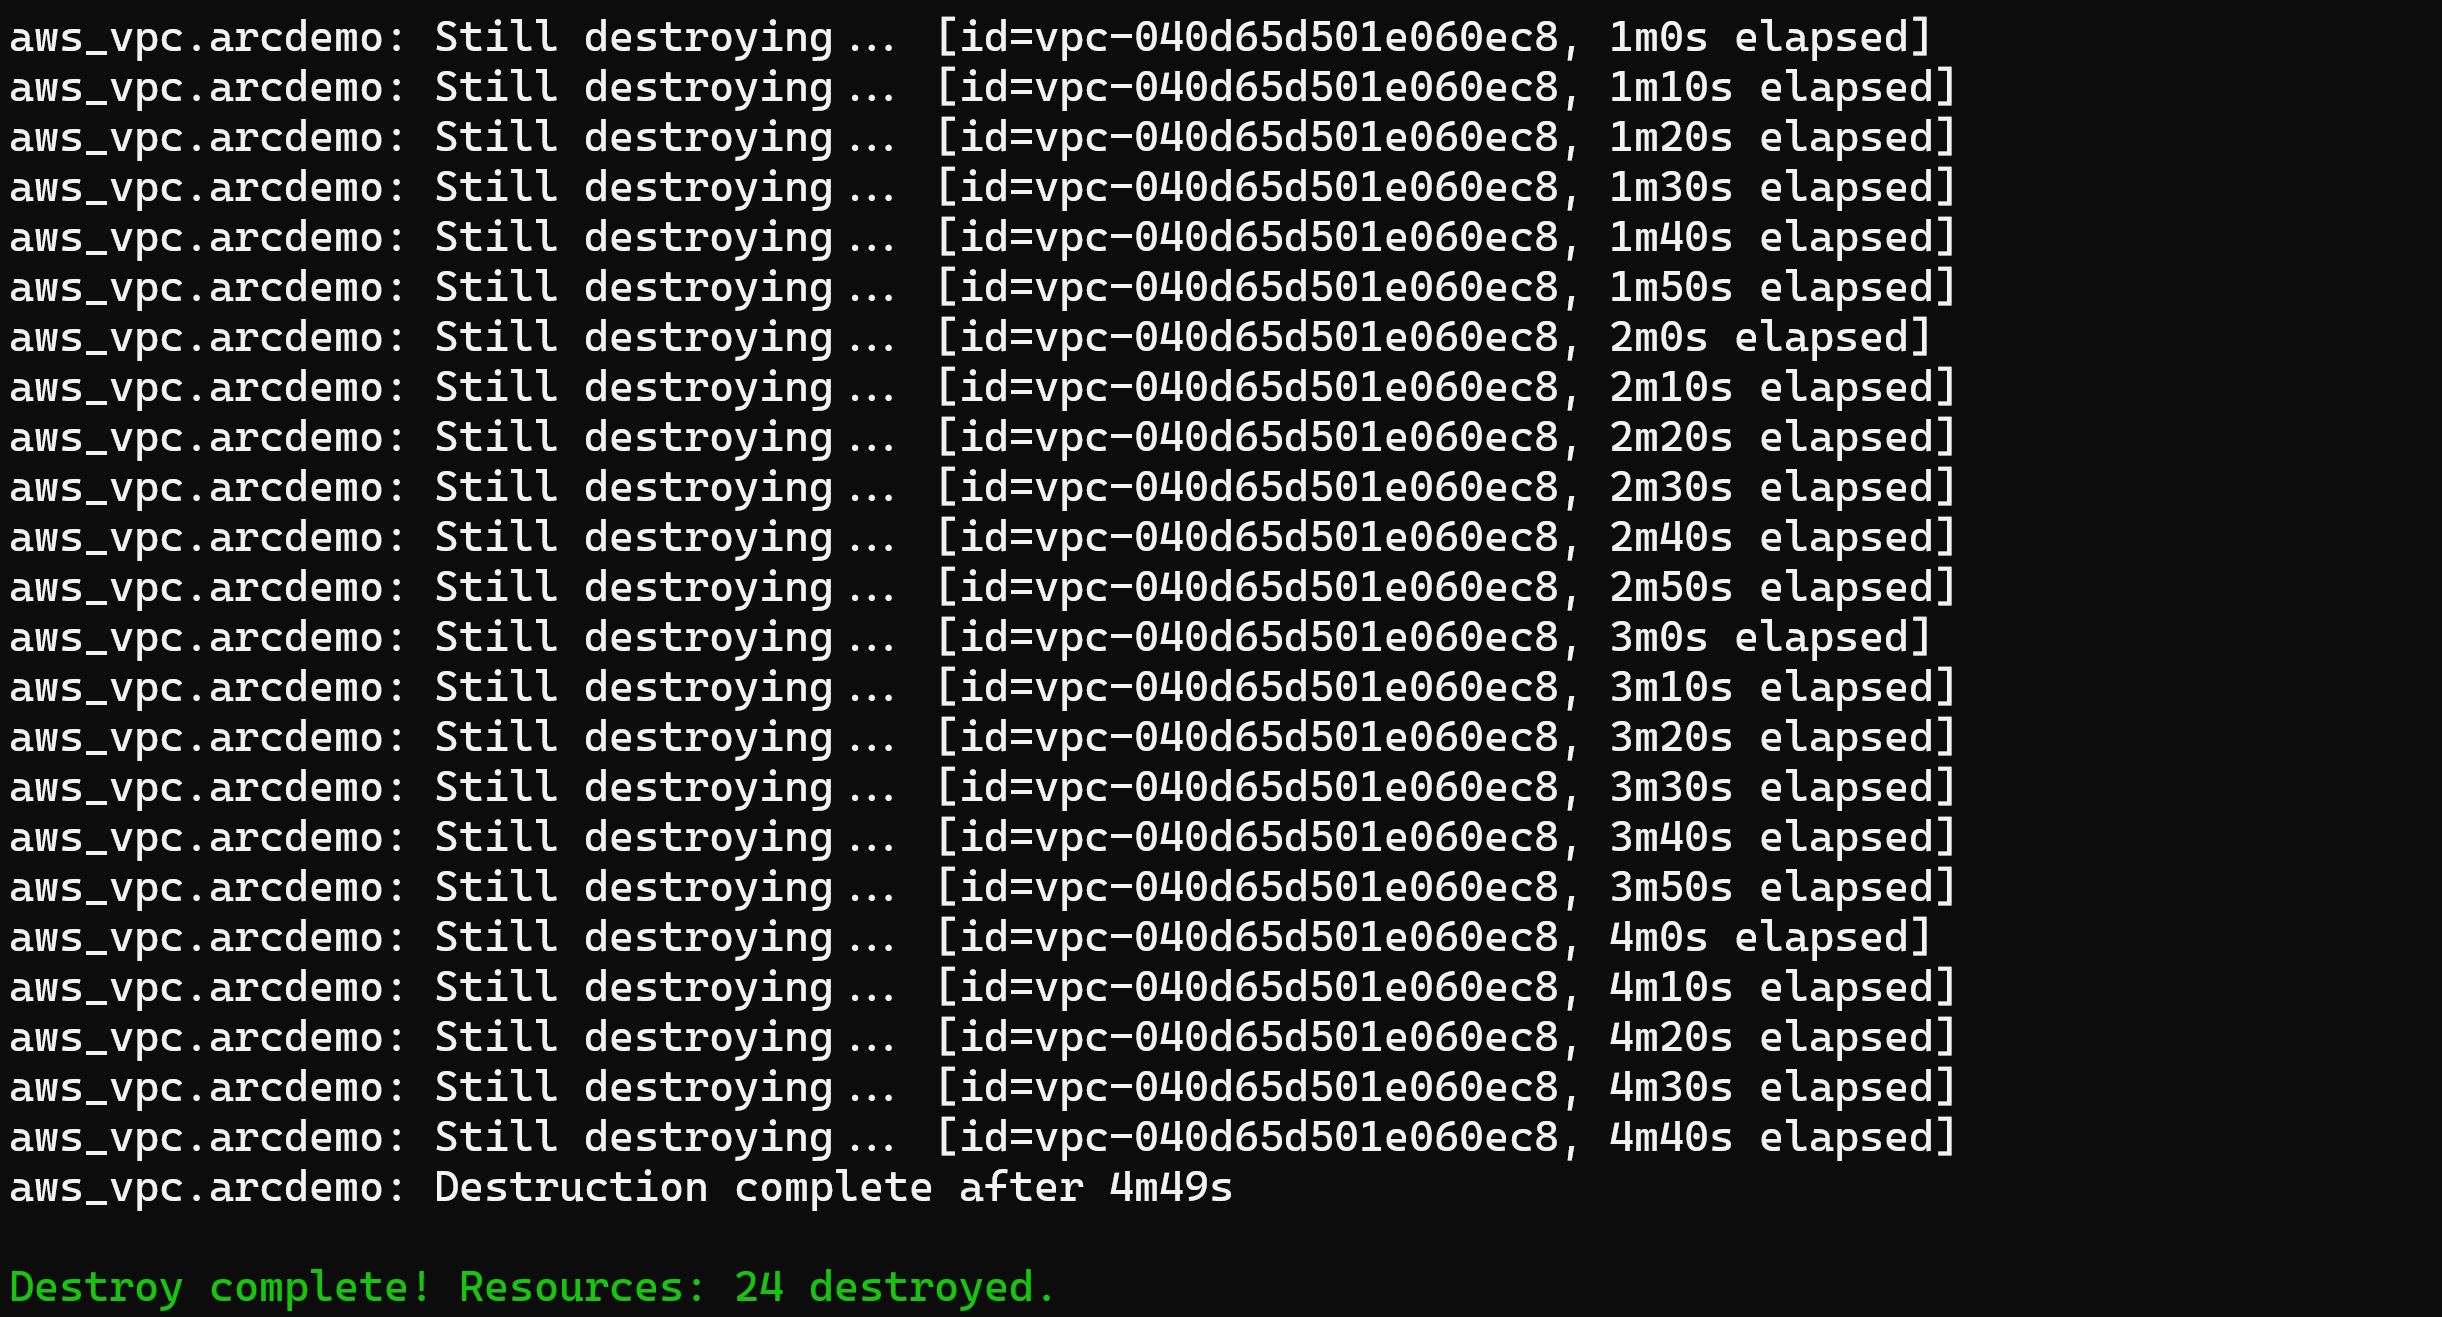 aws_vpc.arcdemo: Still destroying... [id=vpc-040d65d501e060ec8, 1m0s elapsed]
aws_vpc.arcdemo: Still destroying... [id=vpc-040d65d501e060ec8, 1m10s elapsed]
aws_vpc.arcdemo: Still destroying... [id=vpc-040d65d501e060ec8, 1m20s elapsed]
aws_vpc.arcdemo: Still destroying... [id=vpc-040d65d501e060ec8, 1m30s elapsed]
aws_vpc.arcdemo: Still destroying... [id=vpc-040d65d501e060ec8, 1m40s elapsed]
aws_vpc.arcdemo: Still destroying... [id=vpc-040d65d501e060ec8, 1m50s elapsed]
aws_vpc.arcdemo: Still destroying... [id=vpc-040d65d501e060ec8, 2m0s elapsed]
aws_vpc.arcdemo: Still destroying... [id=vpc-040d65d501e060ec8, 2m10s elapsed]
aws_vpc.arcdemo: Still destroying... [id=vpc-040d65d501e060ec8, 2m20s elapsed]
aws_vpc.arcdemo: Still destroying... [id=vpc-040d65d501e060ec8, 2m30s elapsed]
aws_vpc.arcdemo: Still destroying... [id=vpc-040d65d501e060ec8, 2m40s elapsed]
aws_vpc.arcdemo: Still destroying... [id=vpc-040d65d501e060ec8, 2m50s elapsed]
aws_vpc.arcdemo: Still destroying... [id=vpc-040d65d501e060ec8, 3m0s elapsed]
aws_vpc.arcdemo: Still destroying... [id=vpc-040d65d501e060ec8, 3m10s elapsed]
aws_vpc.arcdemo: Still destroying... [id=vpc-040d65d501e060ec8, 3m20s elapsed]
aws_vpc.arcdemo: Still destroying... [id=vpc-040d65d501e060ec8, 3m30s elapsed]
aws_vpc.arcdemo: Still destroying... [id=vpc-040d65d501e060ec8, 3m40s elapsed]
aws_vpc.arcdemo: Still destroying... [id=vpc-040d65d501e060ec8, 3m50s elapsed]
aws_vpc.arcdemo: Still destroying... [id=vpc-040d65d501e060ec8, 4m0s elapsed]
aws_vpc.arcdemo: Still destroying... [id=vpc-040d65d501e060ec8, 4m10s elapsed]
aws_vpc.arcdemo: Still destroying... [id=vpc-040d65d501e060ec8, 4m20s elapsed]
aws_vpc.arcdemo: Still destroying... [id=vpc-040d65d501e060ec8, 4m30s elapsed]
aws_vpc.arcdemo: Still destroying... [id=vpc-040d65d501e060ec8, 4m40s elapsed]
aws_vpc.arcdemo: Destruction complete after 4m49s
Destroy complete! Resources: 24 destroyed.